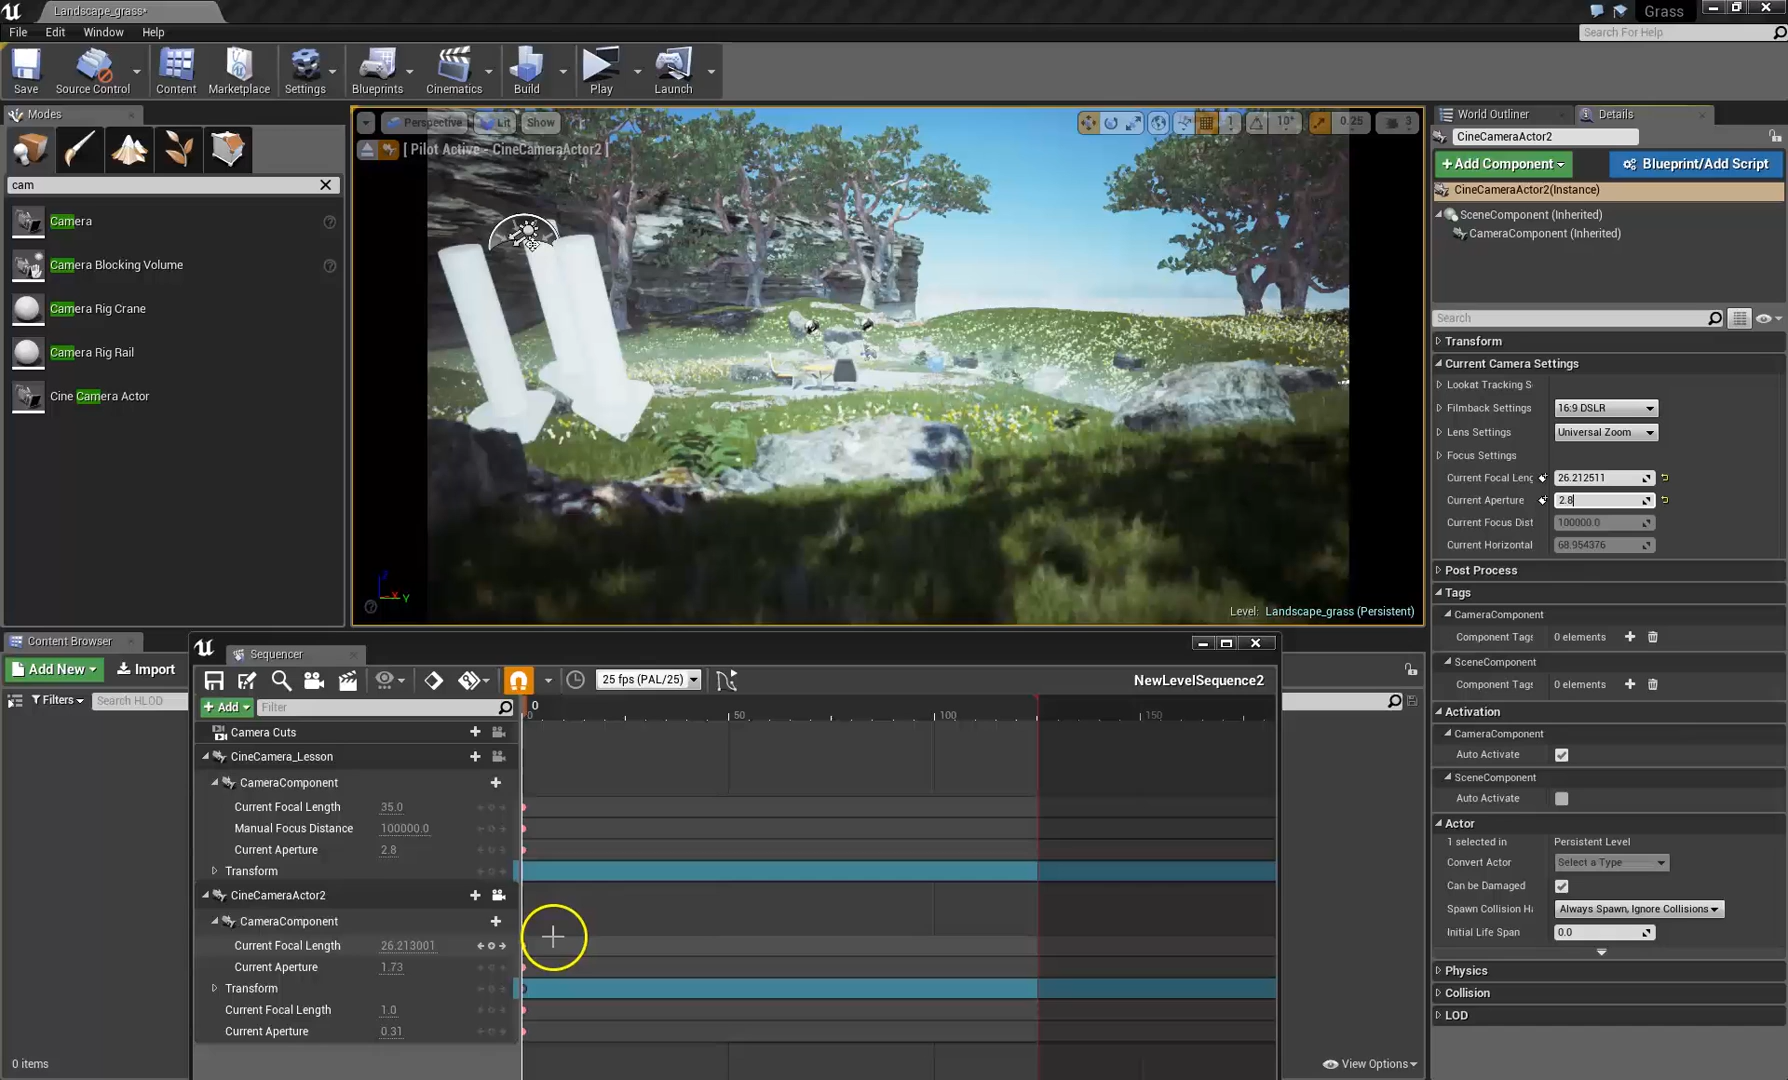 Landscape_grass*
Grass
File Edit Window Help
Search For Help
Save
Source Control
Content
Marketplace
Settings
Blueprints
Cinematics
Build
Play
Launch
Modes
cam
Camera
Camera Blocking Volume
Camera Rig Crane
Camera Rig Rail
Cine Camera Actor
Perspective
Lit
Show
10°
0.25
3
[ Pilot Active - CineCameraActor2 ]
Level: Landscape_grass (Persistent)
World Outliner
Details
CineCameraActor2
+Add Component
Blueprint/Add Script
CineCameraActor2(Instance)
SceneComponent (Inherited)
CameraComponent (Inherited)
Search
Transform
Current Camera Settings
Lookat Tracking S
Filmback Settings 16:9 DSLR
Lens Settings Universal Zoom
Focus Settings
Current Focal Leng 26.212511
Current Aperture 2.8
Current Focus Dist 100000.0
Current Horizontal 68.954376
Post Process
Tags
CameraComponent
Component Tags 0 elements
SceneComponent
Component Tags 0 elements
Activation
CameraComponent
Auto Activate
SceneComponent
Auto Activate
Actor
1 selected in Persistent Level
Convert Actor Select a Type
Can be Damaged
Spawn Collision Ha Always Spawn, Ignore Collisions
Initial Life Span 0.0
Physics
Collision
LOD
Content Browser
Add New
Import
Filters
Search HLOD
0 items
View Options
Sequencer
25 fps (PAL/25)
NewLevelSequence2
+ Add
Filter
0
0 50 100 150
Camera Cuts
CineCamera_Lesson
CameraComponent
Current Focal Length 35.0
Manual Focus Distance 100000.0
Current Aperture 2.8
Transform
CineCameraActor2
CameraComponent
Current Focal Length 26.213001
Current Aperture 1.73
Transform
Current Focal Length 1.0
Current Aperture 0.31